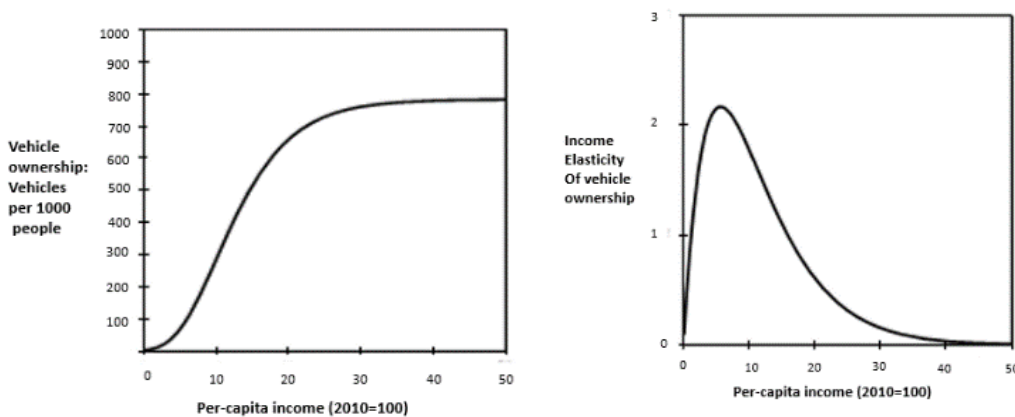 1000
900
800
700
600
500
400
300
200
100
Vehicle
ownership:
Vehicles
per 1000
people
0 10 20 30 40 50
Per-capita income (2010=100)
3
2
1
0
Income
Elasticity
Of vehicle
ownership
0 10 20 30 40 50
Per-capita income (2010=100)